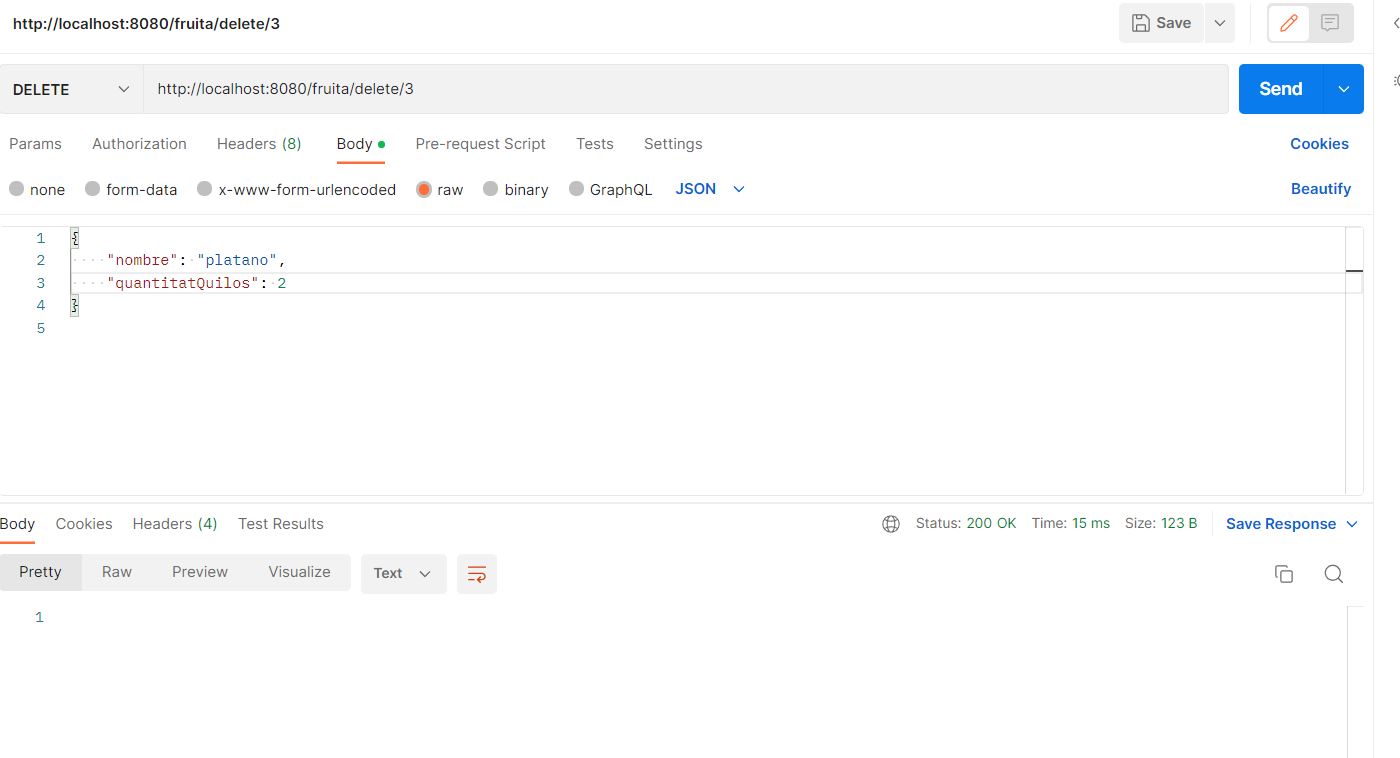 http://localhost:8080/fruita/delete/3 Save
DELETE http://localhost:8080/fruita/delete/3 Send
Params Authorization Headers (8) Body Pre-request Script Tests Settings Cookies
none form-data x-www-form-urlencoded raw binary GraphQL JSON Beautify
1 {
2 "nombre": "platano",
3 "quantitatQuilos": 2
4 }
5
Body Cookies Headers (4) Test Results Status: 200 OK Time: 15 ms Size: 123 B Save Response
Pretty Raw Preview Visualize Text
1